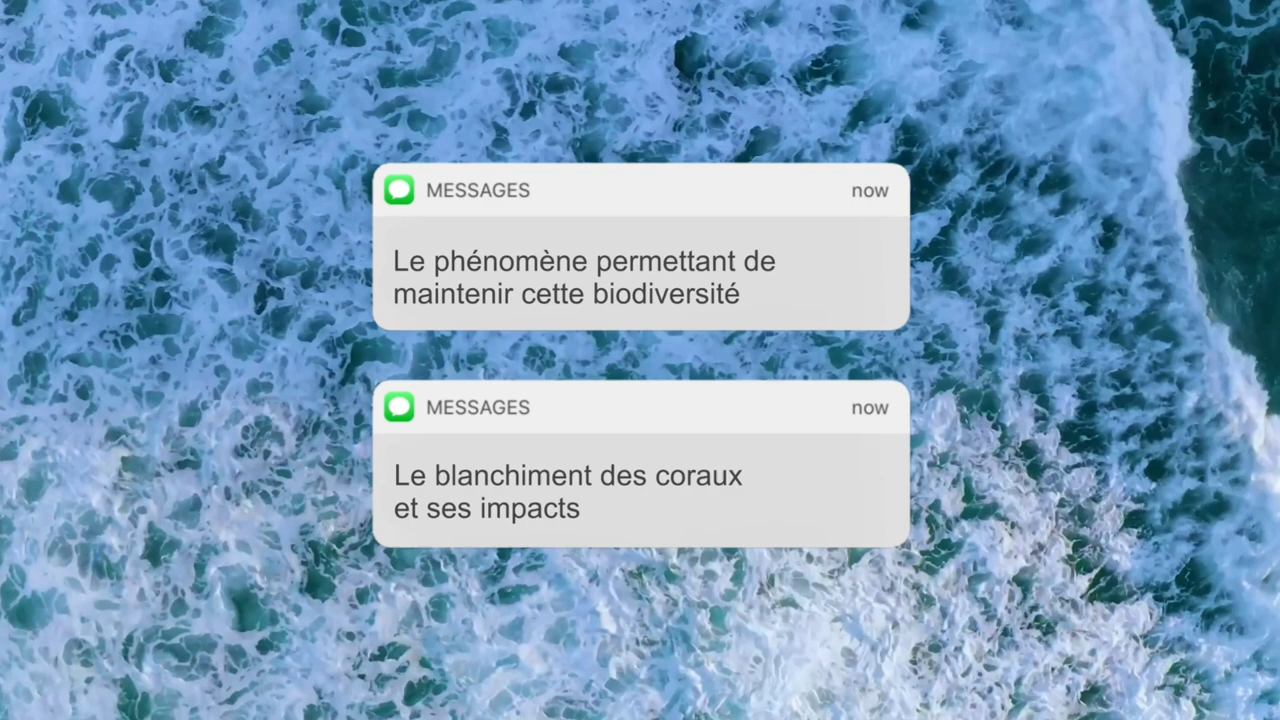 MESSAGES now
Le phénomène permettant de
maintenir cette biodiversité
MESSAGES now
Le blanchiment des coraux
et ses impacts